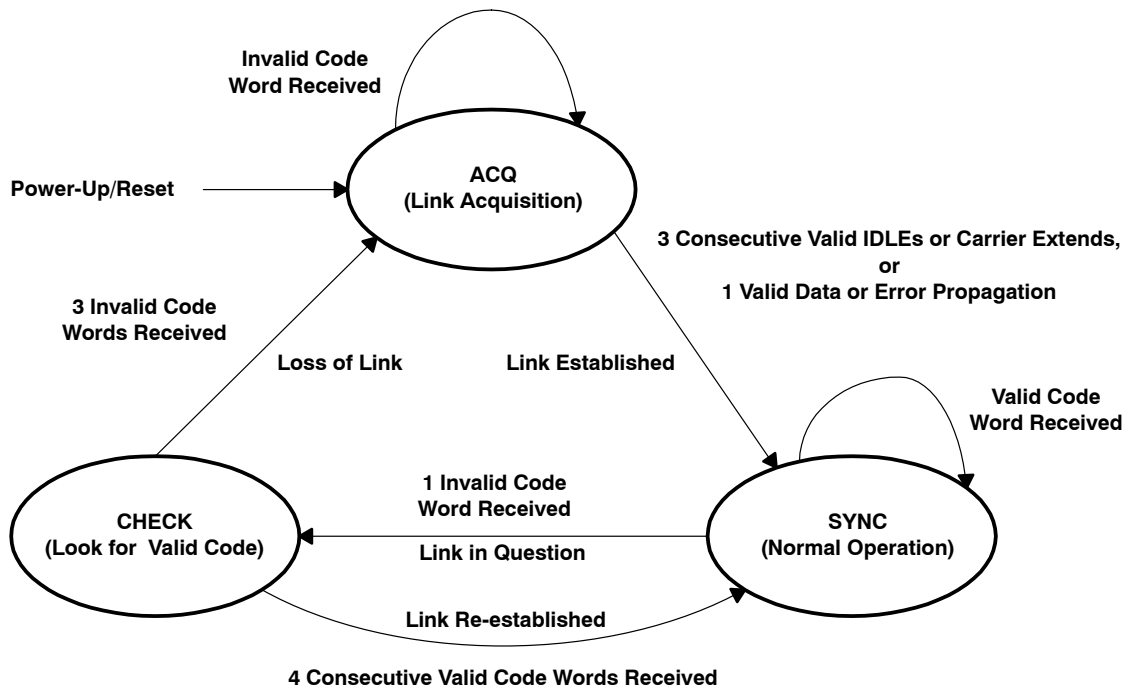 Invalid Code
Word Received
ACQ
(Link Acquisition)
Power-Up/Reset
3 Consecutive Valid IDLEs or Carrier Extends,
or
1 Valid Data or Error Propagation
3 Invalid Code
Words Received
Loss of Link
Link Established
Valid Code
Word Received
1 Invalid Code
Word Received
CHECK
(Look for Valid Code)
Link in Question
SYNC
(Normal Operation)
Link Re-established
4 Consecutive Valid Code Words Received